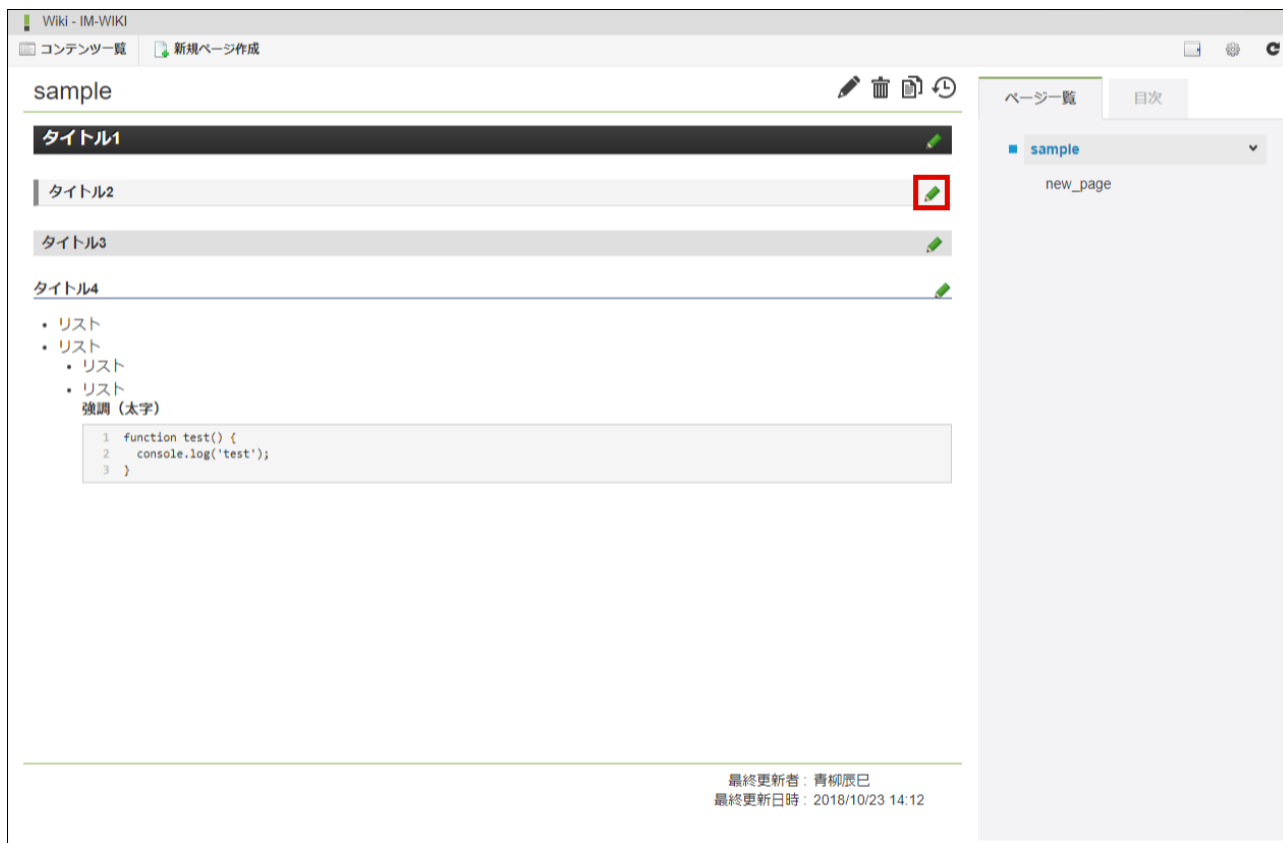 Wiki - IM-WIKI
コンテンツ一覧 新規ページ作成
sample
タイトル1
タイトル2
タイトル3
タイトル4
• リスト
• リスト
• リスト
• リスト
強調（太字）
1 function test() {
2 console.log('test');
3 }
最終更新者 : 青柳辰巳
最終更新日時 : 2018/10/23 14:12
ページ一覧 目次
sample
new_page